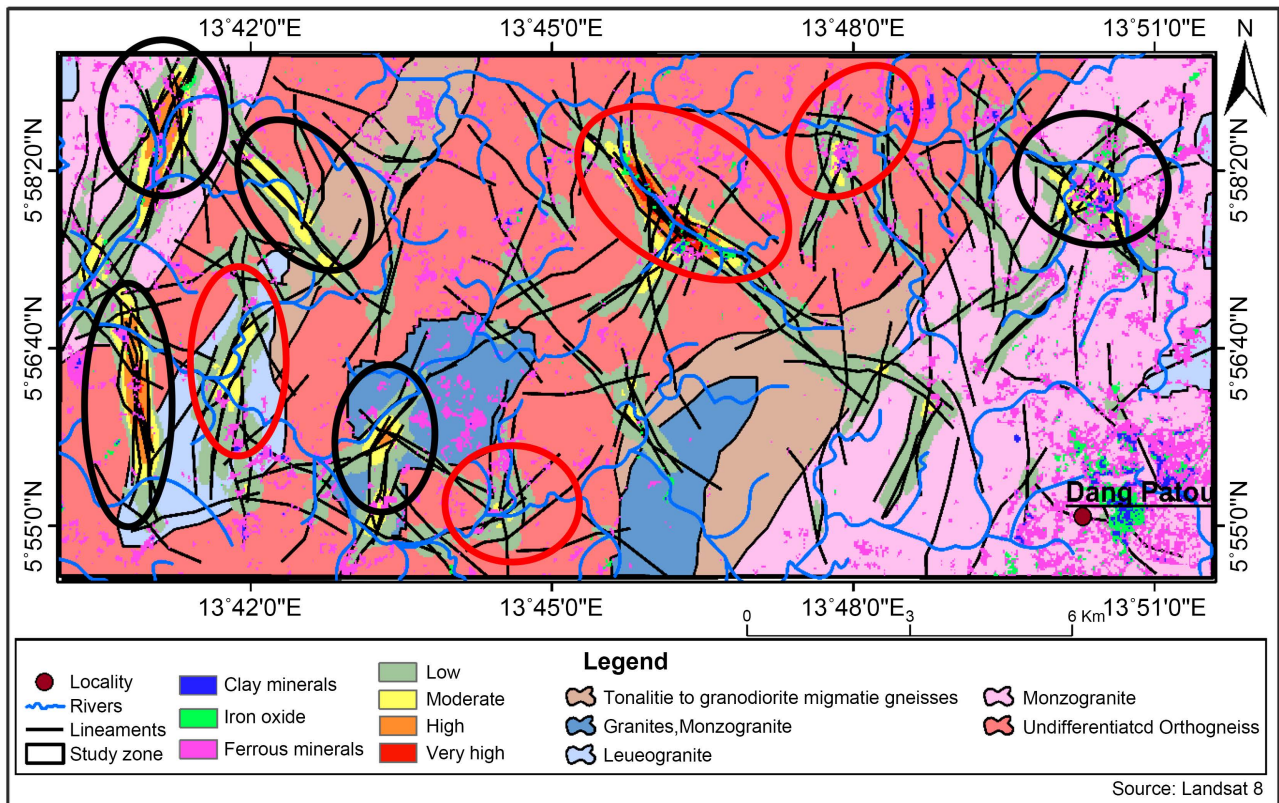 13°42'0"E 13°45'0"E 13°48'0"E 13°51'0"E
N
5°58'20"N 5°58'20"N
5°56'40"N 5°56'40"N
Dang Patou
5°55'0"N 5°55'0"N
13°42'0"E 13°45'0"E 13°48'0"E 13°51'0"E
0 3 6 Km
Legend
Locality
Rivers
Lineaments
Study zone
Clay minerals
Iron oxide
Ferrous minerals
Low
Moderate
High
Very high
Tonalitie to granodiorite migmatie gneisses
Granites,Monzogranite
Leueogranite
Monzogranite
Undifferentiatcd Orthogneiss
Source: Landsat 8